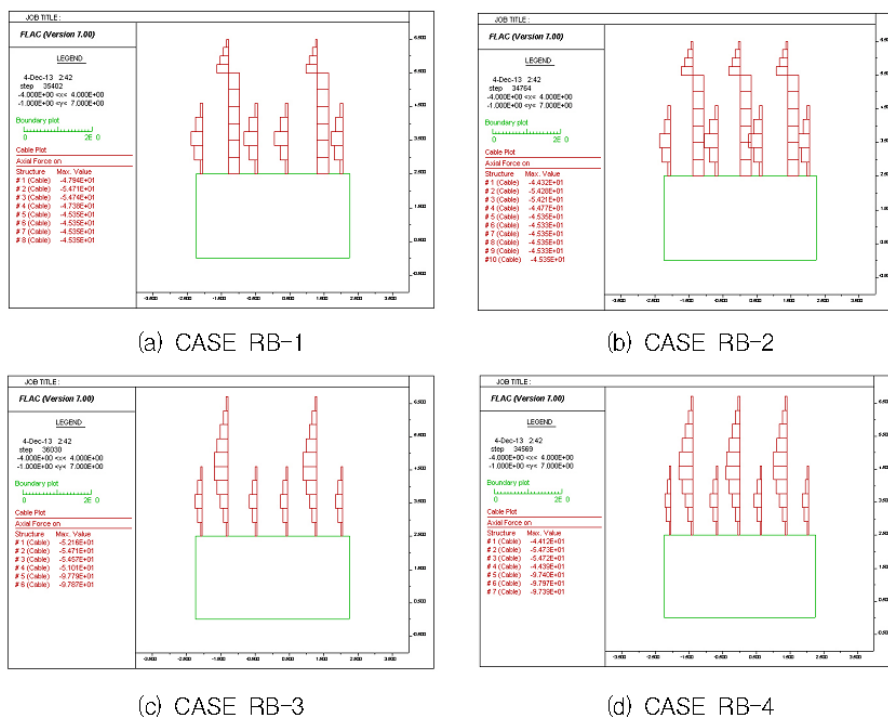 JOB TITLE :
FLAC (Version 7.00)
LEGEND
4-Dec-13 2:42
step 35402
-4.000E+00 <x< 4.000E+00
-1.000E+00 <y< 7.000E+00
Boundary plot
0 2E 0
Cable Plot
Axial Force on
Structure Max. Value
# 1 (Cable) -4.794E+01
# 2 (Cable) -5.471E+01
# 3 (Cable) -5.474E+01
# 4 (Cable) -4.738E+01
# 5 (Cable) -4.535E+01
# 6 (Cable) -4.535E+01
# 7 (Cable) -4.535E+01
# 8 (Cable) -4.535E+01
(a) CASE RB-1
JOB TITLE :
FLAC (Version 7.00)
LEGEND
4-Dec-13 2:42
step 34764
-4.000E+00 <x< 4.000E+00
-1.000E+00 <y< 7.000E+00
Boundary plot
0 2E 0
Cable Plot
Axial Force on
Structure Max. Value
# 1 (Cable) -4.432E+01
# 2 (Cable) -5.428E+01
# 3 (Cable) -5.421E+01
# 4 (Cable) -4.477E+01
# 5 (Cable) -4.535E+01
# 6 (Cable) -4.533E+01
# 7 (Cable) -4.535E+01
# 8 (Cable) -4.535E+01
# 9 (Cable) -4.533E+01
#10 (Cable) -4.535E+01
(b) CASE RB-2
JOB TITLE :
FLAC (Version 7.00)
LEGEND
4-Dec-13 2:42
step 36030
-4.000E+00 <x< 4.000E+00
-1.000E+00 <y< 7.000E+00
Boundary plot
0 2E 0
Cable Plot
Axial Force on
Structure Max. Value
# 1 (Cable) -5.216E+01
# 2 (Cable) -5.471E+01
# 3 (Cable) -5.457E+01
# 4 (Cable) -5.101E+01
# 5 (Cable) -9.779E+01
# 6 (Cable) -9.787E+01
(c) CASE RB-3
JOB TITLE :
FLAC (Version 7.00)
LEGEND
4-Dec-13 2:42
step 34569
-4.000E+00 <x< 4.000E+00
-1.000E+00 <y< 7.000E+00
Boundary plot
0 2E 0
Cable Plot
Axial Force on
Structure Max. Value
# 1 (Cable) -4.412E+01
# 2 (Cable) -5.473E+01
# 3 (Cable) -5.472E+01
# 4 (Cable) -4.439E+01
# 5 (Cable) -9.740E+01
# 6 (Cable) -9.797E+01
# 7 (Cable) -9.739E+01
(d) CASE RB-4